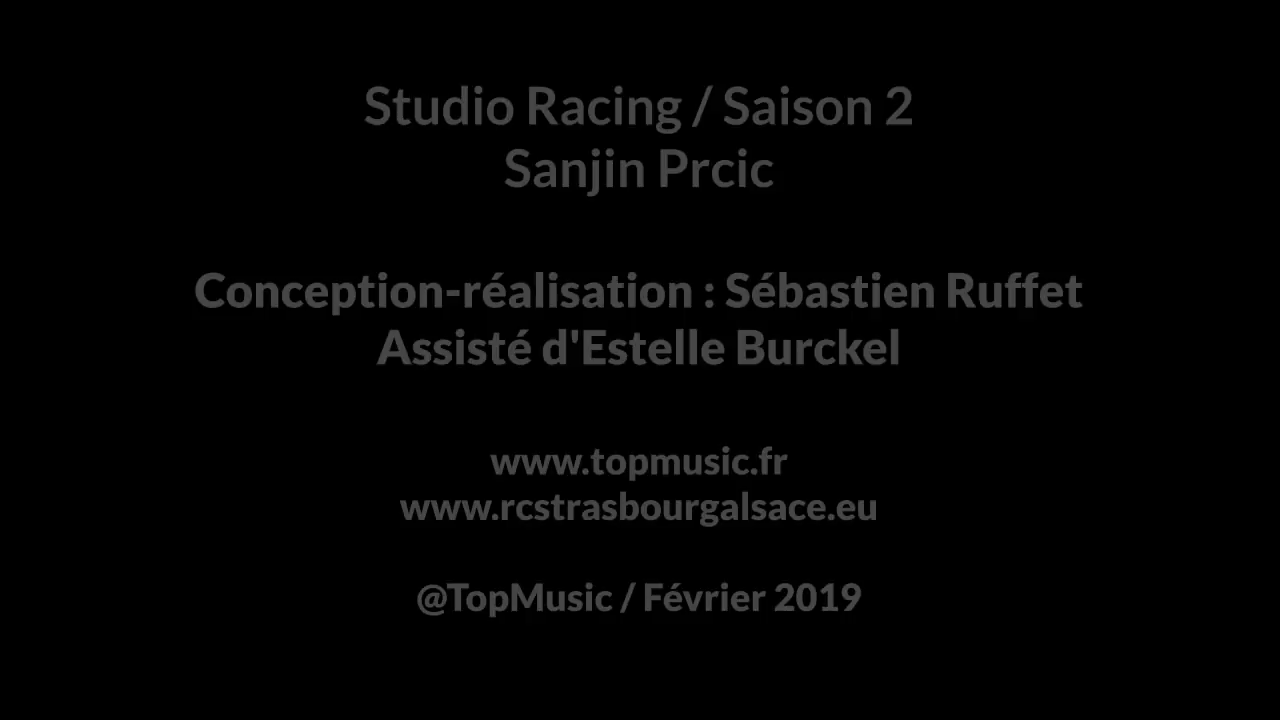 Studio Racing / Saison 2
Sanjin Prcic
Conception-réalisation : Sébastien Ruffet
Assisté d'Estelle Burckel
www.topmusic.fr
www.rcstrasbourgalsace.eu
@TopMusic / Février 2019